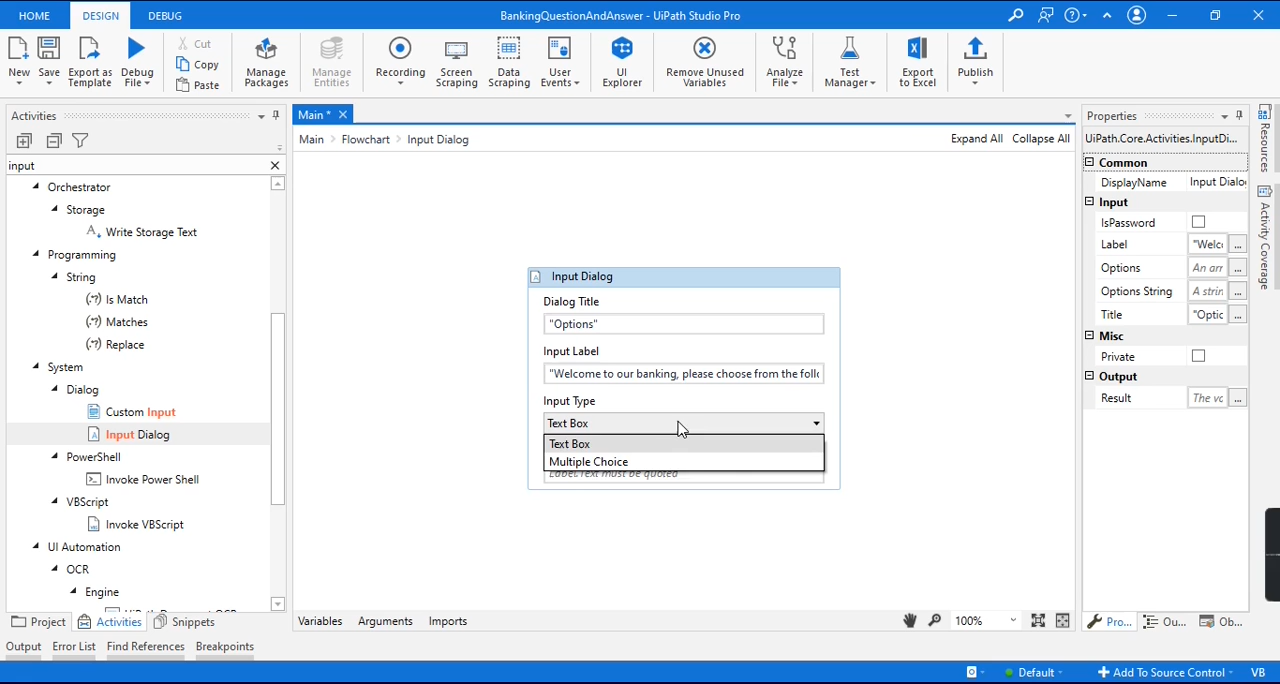 HOME DESIGN DEBUG BankingQuestionAndAnswer - UiPath Studio Pro
New Save Export as Template Debug File Cut Copy Paste Manage Packages Manage Entities Recording Screen Scraping Data Scraping User Events UI Explorer Remove Unused Variables Analyze File Test Manager Export to Excel Publish
Activities
input
Orchestrator
Storage
Write Storage Text
Programming
String
Is Match
Matches
Replace
System
Dialog
Custom Input
Input Dialog
PowerShell
Invoke Power Shell
VBScript
Invoke VBScript
UI Automation
OCR
Engine
Project Activities Snippets
Main *
Main > Flowchart > Input Dialog Expand All Collapse All
Input Dialog
Dialog Title
"Options"
Input Label
"Welcome to our banking, please choose from the follo
Input Type
Text Box
Text Box
Multiple Choice
Label. Text must be quoted
Variables Arguments Imports 100%
Properties
UiPath.Core.Activities.InputDi...
Common
DisplayName Input Dialo
Input
IsPassword
Label "Welc ...
Options An arr ...
Options String A strin ...
Title "Optic ...
Misc
Private
Output
Result The va ...
Pro... Ou... Ob...
Resources
Activity Coverage
Output Error List Find References Breakpoints
Default Add To Source Control VB